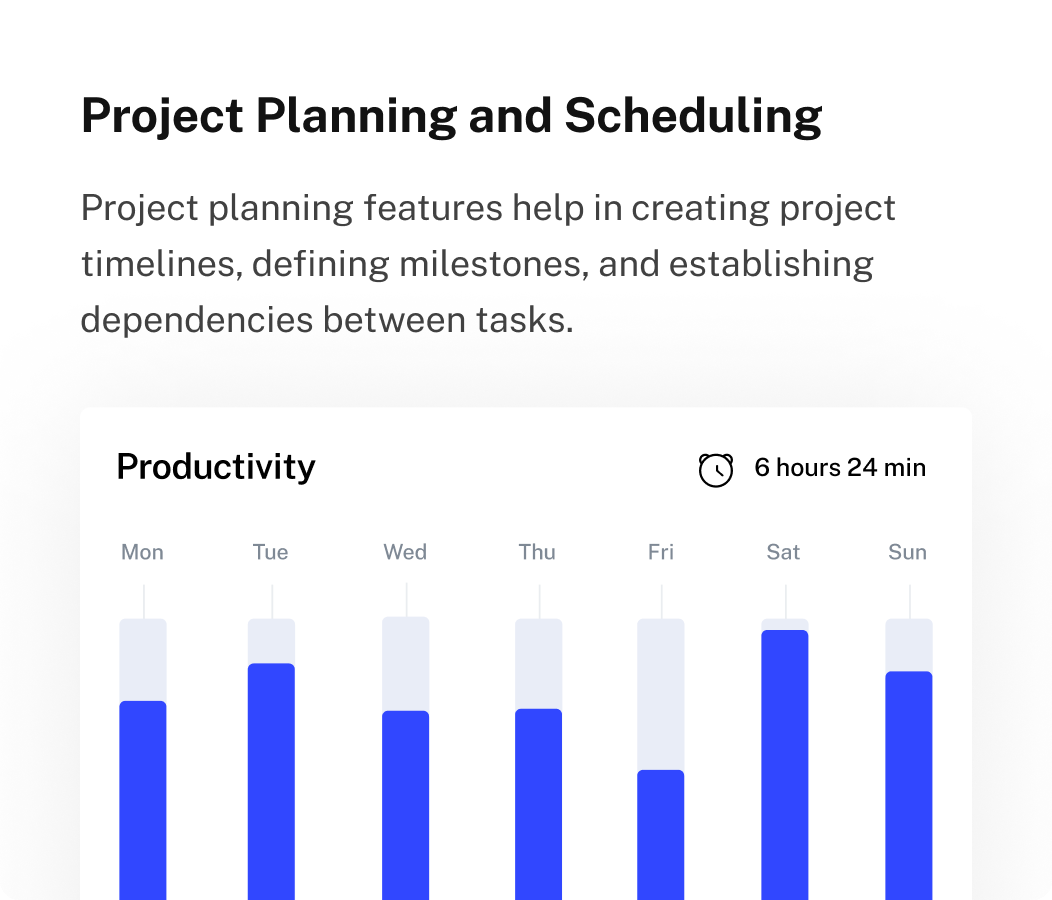 Project Planning and Scheduling
Project planning features help in creating project
timelines, defining milestones, and establishing
dependencies between tasks.
Productivity 6 hours 24 min
Mon Tue Wed Thu Fri Sat Sun